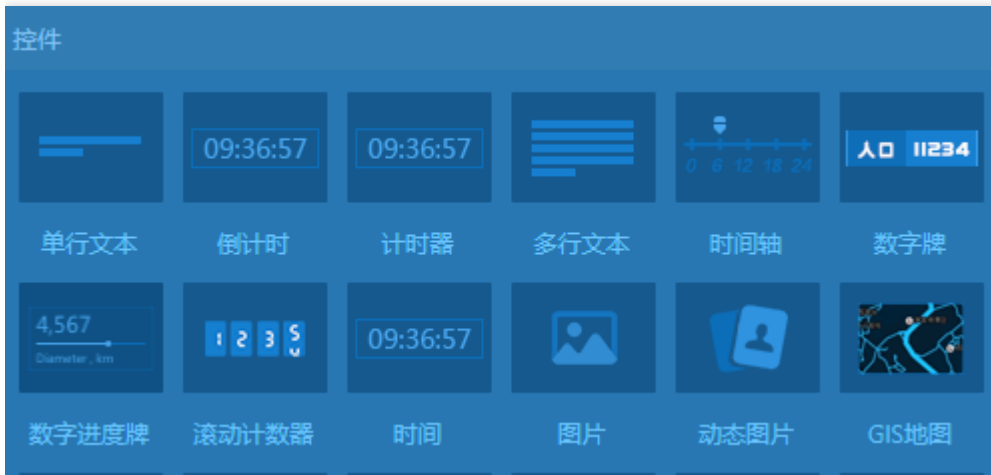 控件
09:36:57
09:36:57
0 6 12 18 24
人口 11234
单行文本
倒计时
计时器
多行文本
时间轴
数字牌
4,567
Diameter , km
1 2 3
09:36:57
数字进度牌
滚动计数器
时间
图片
动态图片
GIS地图